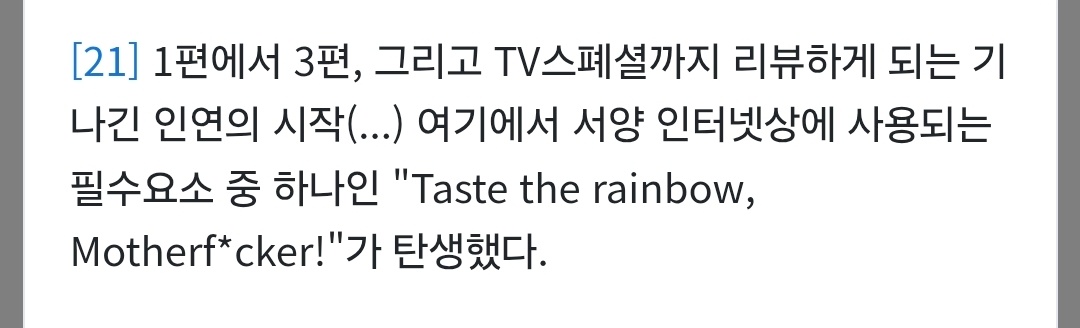 [21] 1편에서 3편, 그리고 TV스폐셜까지 리뷰하게 되는 기
나긴 인연의 시작(...) 여기에서 서양 인터넷상에 사용되는
필수요소 중 하나인 "Taste the rainbow,
Motherf*cker!"가 탄생했다.